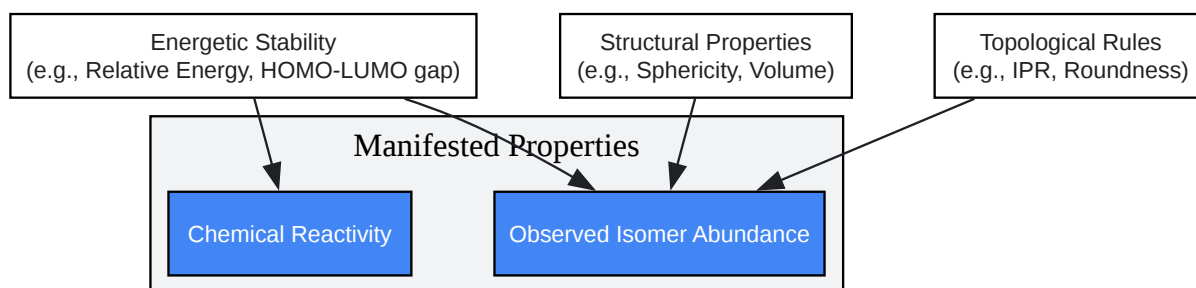 Energetic Stability
(e.g., Relative Energy, HOMO-LUMO gap)
Structural Properties
(e.g., Sphericity, Volume)
Topological Rules
(e.g., IPR, Roundness)
Manifested Properties
Chemical Reactivity
Observed Isomer Abundance